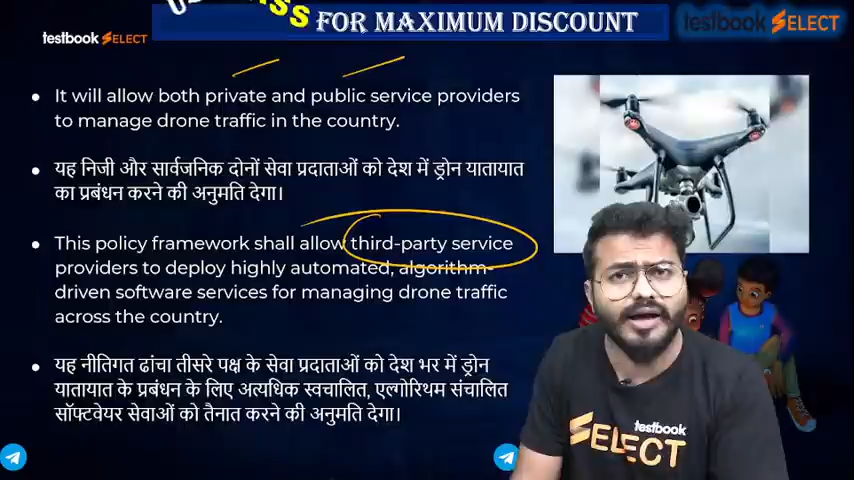 FOR MAXIMUM DISCOUNT
testbook SELECT
testbook SELECT
• It will allow both private and public service providers
to manage drone traffic in the country.
• यह निजी और सार्वजनिक दोनों सेवा प्रदाताओं को देश में ड्रोन यातायात
का प्रबंधन करने की अनुमति देगा।
• This policy framework shall allow third-party service
providers to deploy highly automated, algorithm-
driven software services for managing drone traffic
across the country.
• यह नीतिगत ढांचा तीसरे पक्ष के सेवा प्रदाताओं को देश भर में ड्रोन
यातायात के प्रबंधन के लिए अत्यधिक स्वचालित, एल्गोरिथम संचालित
सॉफ्टवेयर सेवाओं को तैनात करने की अनुमति देगा।
testbook
SELECT